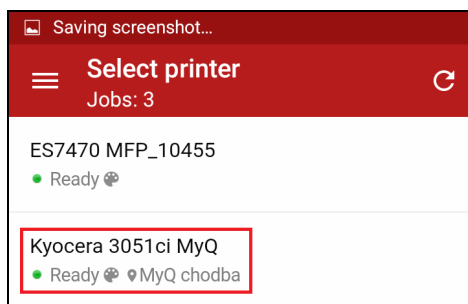 Saving screenshot...
Select printer
Jobs: 3
ES7470 MFP_10455
Ready
Kyocera 3051ci MyQ
Ready MyQ chodba